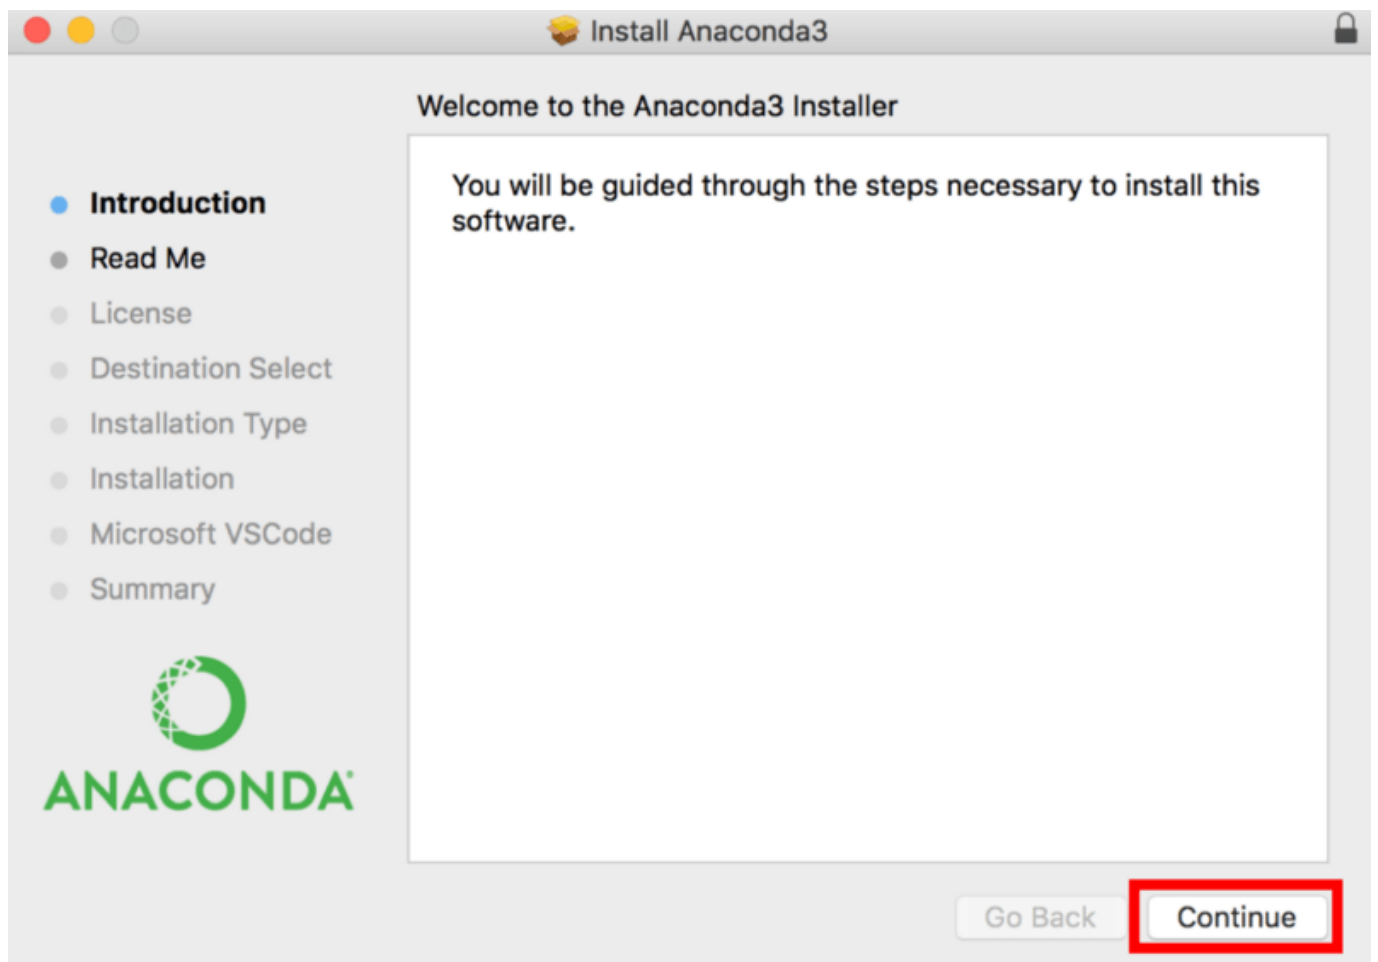 Install Anaconda3
Welcome to the Anaconda3 Installer
You will be guided through the steps necessary to install this
software.
Introduction
Read Me
License
Destination Select
Installation Type
Installation
Microsoft VSCode
Summary
ANACONDA®
Go Back
Continue